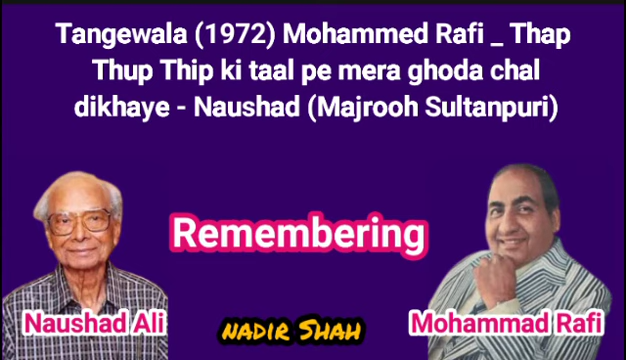 Tangewala (1972) Mohammed Rafi _ Thap
Thup Thip ki taal pe mera ghoda chal
dikhaye - Naushad (Majrooh Sultanpuri)
Remembering
Naushad Ali
NADIR SHAH
Mohammad Rafi